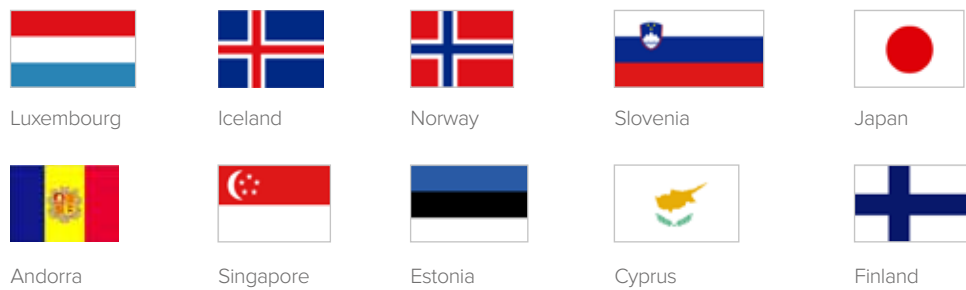 Luxembourg
Iceland
Norway
Slovenia
Japan
Andorra
Singapore
Estonia
Cyprus
Finland